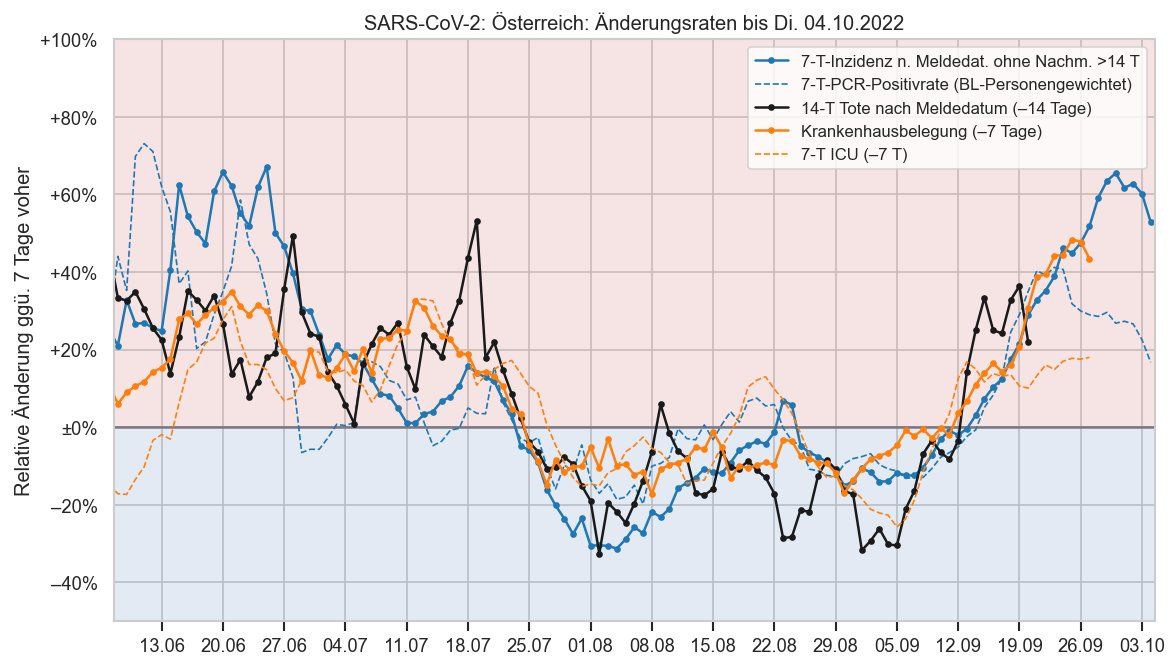 SARS-CoV-2: Österreich: Änderungsraten bis Di. 04.10.2022
Relative Änderung ggü. 7 Tage voher
+100%
+80%
+60%
+40%
+20%
±0%
−20%
−40%
7-T-Inzidenz n. Meldedat. ohne Nachm. >14 T
7-T-PCR-Positivrate (BL-Personengewichtet)
14-T Tote nach Meldedatum (−14 Tage)
Krankenhausbelegung (−7 Tage)
7-T ICU (−7 T)
13.06 20.06 27.06 04.07 11.07 18.07 25.07 01.08 08.08 15.08 22.08 29.08 05.09 12.09 19.09 26.09 03.10